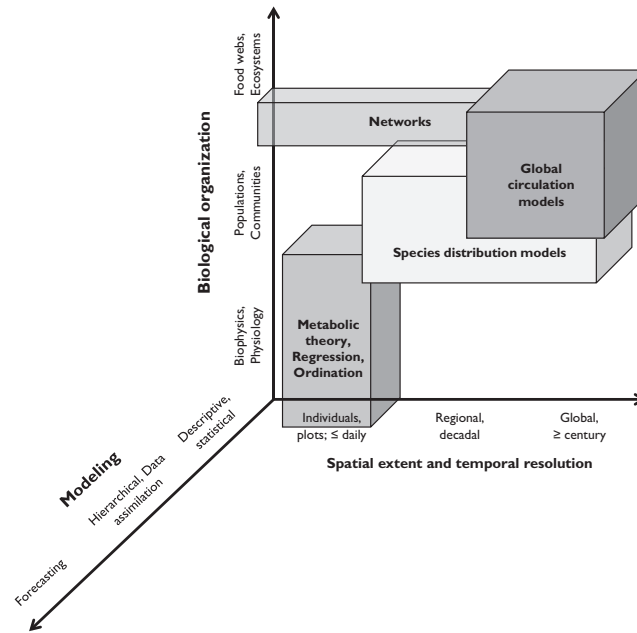 Food webs,
Ecosystems
Biological organization
Populations,
Communities
Biophysics,
Physiology
Networks
Global
circulation
models
Species distribution models
Metabolic
theory,
Regression,
Ordination
Individuals,
plots; ≤ daily
Regional,
decadal
Global,
≥ century
Spatial extent and temporal resolution
Descriptive,
statistical
Modeling
Hierarchical, Data
assimilation
Forecasting